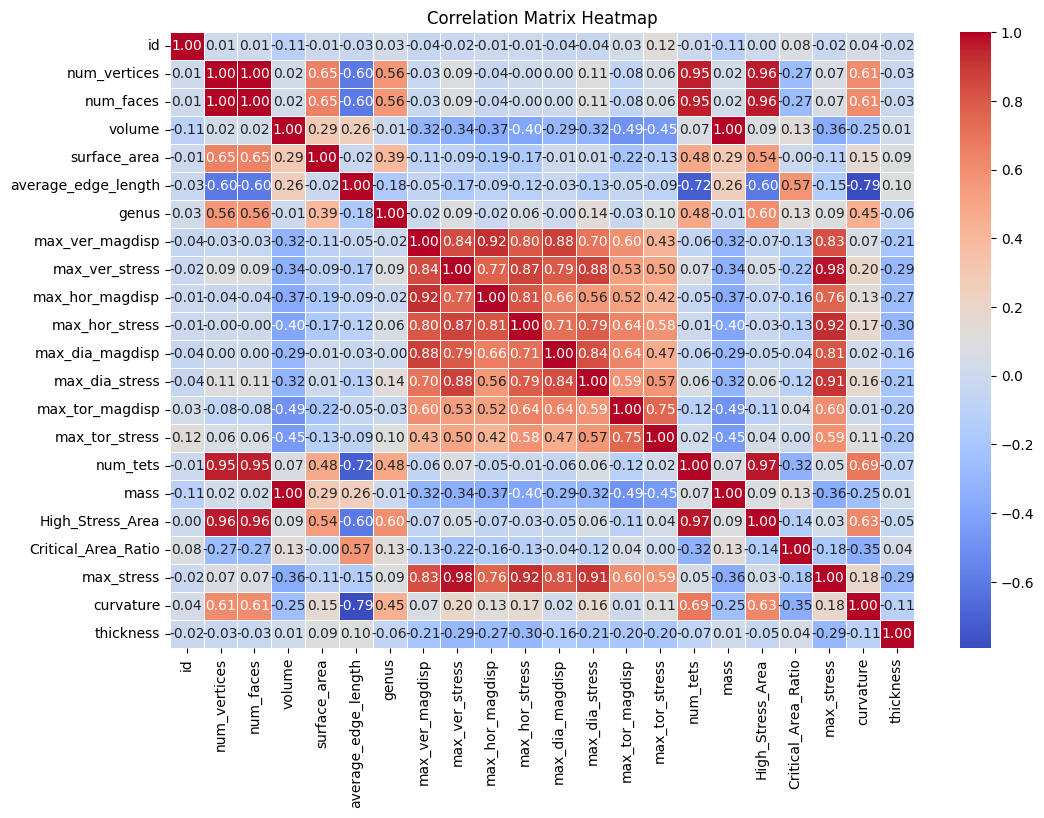 Correlation Matrix Heatmap
id 1.00 0.01 0.01 -0.11 -0.01 -0.03 0.03 -0.04 -0.02 -0.01 -0.01 -0.04 -0.04 0.03 0.12 -0.01 -0.11 0.00 0.08 -0.02 0.04 -0.02
num_vertices 0.01 1.00 1.00 0.02 0.65 -0.60 0.56 -0.03 0.09 -0.04 -0.00 0.00 0.11 -0.08 0.06 0.95 0.02 0.96 -0.27 0.07 0.61 -0.03
num_faces 0.01 1.00 1.00 0.02 0.65 -0.60 0.56 -0.03 0.09 -0.04 -0.00 0.00 0.11 -0.08 0.06 0.95 0.02 0.96 -0.27 0.07 0.61 -0.03
volume -0.11 0.02 0.02 1.00 0.29 0.26 -0.01 -0.32 -0.34 -0.37 -0.40 -0.29 -0.32 -0.49 -0.45 0.07 1.00 0.09 0.13 -0.36 -0.25 0.01
surface_area -0.01 0.65 0.65 0.29 1.00 -0.02 0.39 -0.11 -0.09 -0.19 -0.17 -0.01 0.01 -0.22 -0.13 0.48 0.29 0.54 -0.00 -0.11 0.15 0.09
average_edge_length -0.03 -0.60 -0.60 0.26 -0.02 1.00 -0.18 -0.05 -0.17 -0.09 -0.12 -0.03 -0.13 -0.05 -0.09 -0.72 0.26 -0.60 0.57 -0.15 -0.79 0.10
genus 0.03 0.56 0.56 -0.01 0.39 -0.18 1.00 -0.02 0.09 -0.02 0.06 -0.00 0.14 -0.03 0.10 0.48 -0.01 0.60 0.13 0.09 0.45 -0.06
max_ver_magdisp -0.04 -0.03 -0.03 -0.32 -0.11 -0.05 -0.02 1.00 0.84 0.92 0.80 0.88 0.70 0.60 0.43 -0.06 -0.32 -0.07 -0.13 0.83 0.07 -0.21
max_ver_stress -0.02 0.09 0.09 -0.34 -0.09 -0.17 0.09 0.84 1.00 0.77 0.87 0.79 0.88 0.53 0.50 0.07 -0.34 0.05 -0.22 0.98 0.20 -0.29
max_hor_magdisp -0.01 -0.04 -0.04 -0.37 -0.19 -0.09 -0.02 0.92 0.77 1.00 0.81 0.66 0.56 0.52 0.42 -0.05 -0.37 -0.07 -0.16 0.76 0.13 -0.27
max_hor_stress -0.01 -0.00 -0.00 -0.40 -0.17 -0.12 0.06 0.80 0.87 0.81 1.00 0.71 0.79 0.64 0.58 -0.01 -0.40 -0.03 -0.13 0.92 0.17 -0.30
max_dia_magdisp -0.04 0.00 0.00 -0.29 -0.01 -0.03 -0.00 0.88 0.79 0.66 0.71 1.00 0.84 0.64 0.47 -0.06 -0.29 -0.05 -0.04 0.81 0.02 -0.16
max_dia_stress -0.04 0.11 0.11 -0.32 0.01 -0.13 0.14 0.70 0.88 0.56 0.79 0.84 1.00 0.59 0.57 0.06 -0.32 0.06 -0.12 0.91 0.16 -0.21
max_tor_magdisp 0.03 -0.08 -0.08 -0.49 -0.22 -0.05 -0.03 0.60 0.53 0.52 0.64 0.64 0.59 1.00 0.75 -0.12 -0.49 -0.11 0.04 0.60 0.01 -0.20
max_tor_stress 0.12 0.06 0.06 -0.45 -0.13 -0.09 0.10 0.43 0.50 0.42 0.58 0.47 0.57 0.75 1.00 0.02 -0.45 0.04 0.00 0.59 0.11 -0.20
num_tets -0.01 0.95 0.95 0.07 0.48 -0.72 0.48 -0.06 0.07 -0.05 -0.01 -0.06 0.06 -0.12 0.02 1.00 0.07 0.97 -0.32 0.05 0.69 -0.07
mass -0.11 0.02 0.02 1.00 0.29 0.26 -0.01 -0.32 -0.34 -0.37 -0.40 -0.29 -0.32 -0.49 -0.45 0.07 1.00 0.09 0.13 -0.36 -0.25 0.01
High_Stress_Area 0.00 0.96 0.96 0.09 0.54 -0.60 0.60 -0.07 0.05 -0.07 -0.03 -0.05 0.06 -0.11 0.04 0.97 0.09 1.00 -0.14 0.03 0.63 -0.05
Critical_Area_Ratio 0.08 -0.27 -0.27 0.13 -0.00 0.57 0.13 -0.13 -0.22 -0.16 -0.13 -0.04 -0.12 0.04 0.00 -0.32 0.13 -0.14 1.00 -0.18 -0.35 0.04
max_stress -0.02 0.07 0.07 -0.36 -0.11 -0.15 0.09 0.83 0.98 0.76 0.92 0.81 0.91 0.60 0.59 0.05 -0.36 0.03 -0.18 1.00 0.18 -0.29
curvature 0.04 0.61 0.61 -0.25 0.15 -0.79 0.45 0.07 0.20 0.13 0.17 0.02 0.16 0.01 0.11 0.69 -0.25 0.63 -0.35 0.18 1.00 -0.11
thickness -0.02 -0.03 -0.03 0.01 0.09 0.10 -0.06 -0.21 -0.29 -0.27 -0.30 -0.16 -0.21 -0.20 -0.20 -0.07 0.01 -0.05 0.04 -0.29 -0.11 1.00
id
num_vertices
num_faces
volume
surface_area
average_edge_length
genus
max_ver_magdisp
max_ver_stress
max_hor_magdisp
max_hor_stress
max_dia_magdisp
max_dia_stress
max_tor_magdisp
max_tor_stress
num_tets
mass
High_Stress_Area
Critical_Area_Ratio
max_stress
curvature
thickness
1.0
0.8
0.6
0.4
0.2
0.0
−0.2
−0.4
−0.6